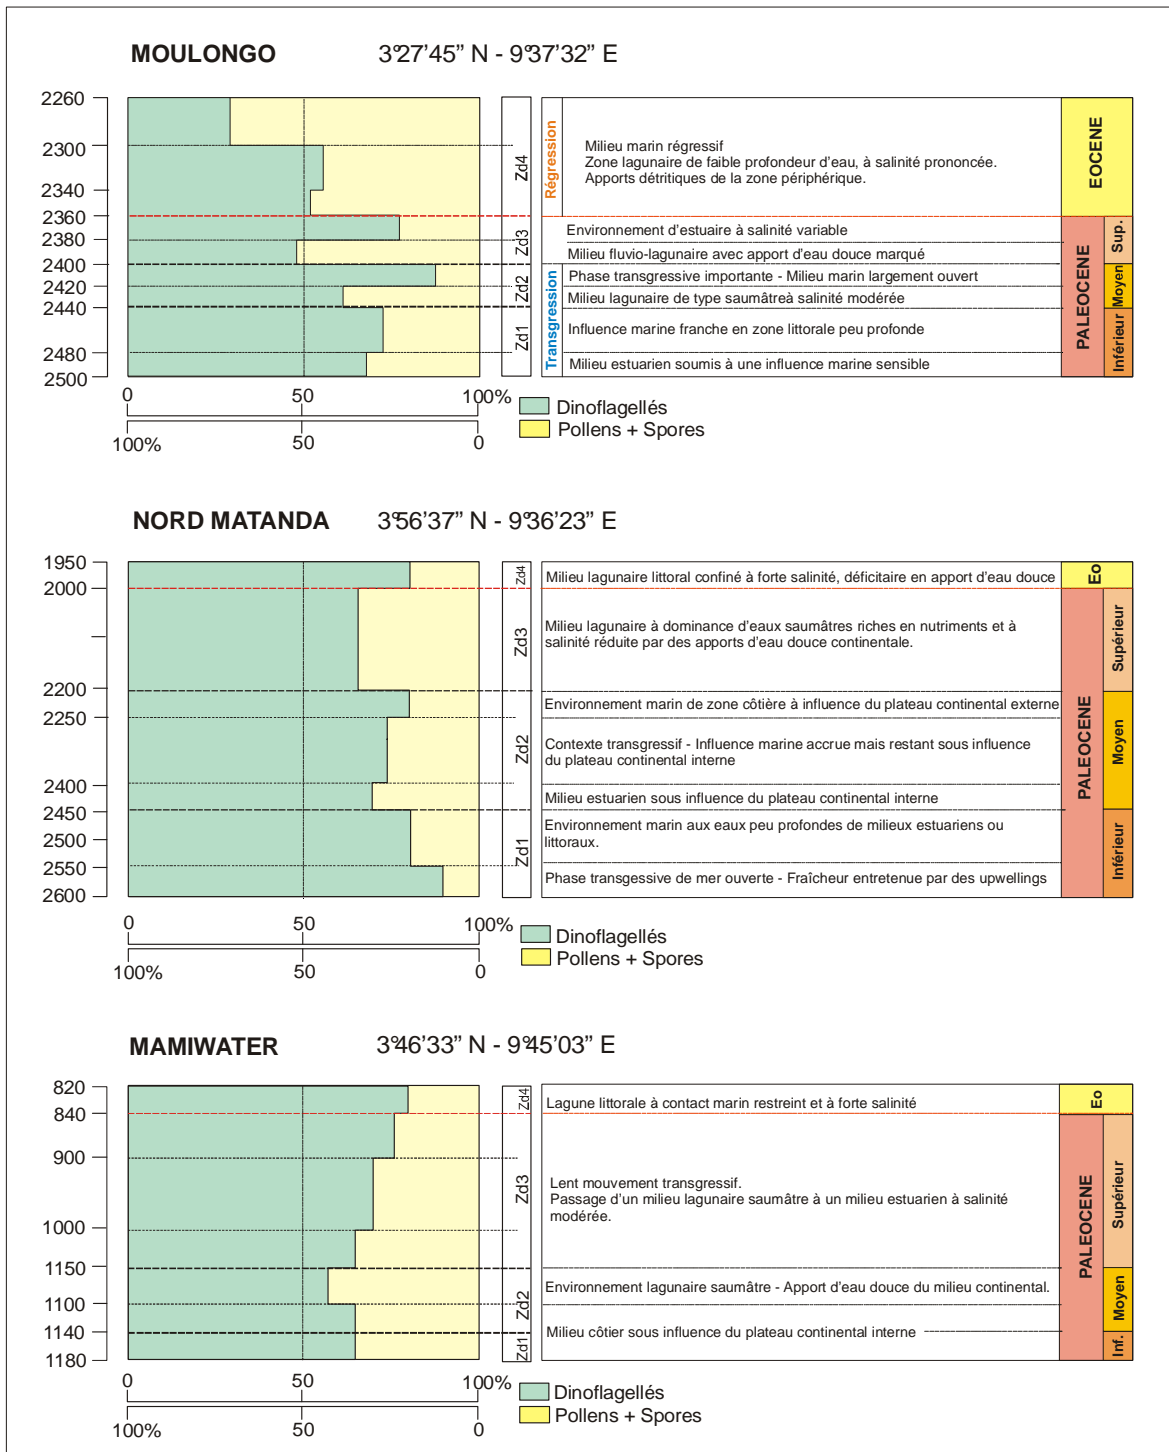 MOULONGO
3°27'45” N - 9°37'32” E
2260
2300
2340
2360
2380
2400
2420
2440
2480
2500
Zd4
Zd3
Zd2
Zd1
Régression
Transgression
Milieu marin régressif
Zone lagunaire de faible profondeur d'eau, à salinité prononcée.
Apports détritiques de la zone périphérique.
Environnement d'estuaire à salinité variable
Milieu fluvio-lagunaire avec apport d'eau douce marqué
Phase transgressive importante - Milieu marin largement ouvert
Milieu lagunaire de type saumâtreà salinité modérée
Influence marine franche en zone littorale peu profonde
Milieu estuarien soumis à une influence marine sensible
EOCENE
PALEOCENE
Sup.
Moyen
Inférieur
0 50 100%
100% 50 0
Dinoflagellés
Pollens + Spores
NORD MATANDA
3°56'37” N - 9°36'23” E
1950
2000
2200
2250
2400
2450
2500
2550
2600
Zd4
Zd3
Zd2
Zd1
Milieu lagunaire littoral confiné à forte salinité, déficitaire en apport d'eau douce
Milieu lagunaire à dominance d'eaux saumâtres riches en nutriments et à
salinité réduite par des apports d'eau douce continentale.
Environnement marin de zone côtière à influence du plateau continental externe
Contexte transgressif - Influence marine accrue mais restant sous influence
du plateau continental interne
Milieu estuarien sous influence du plateau continental interne
Environnement marin aux eaux peu profondes de milieux estuariens ou
littoraux.
Phase transgessive de mer ouverte - Fraîcheur entretenue par des upwellings
Eo
PALEOCENE
Supérieur
Moyen
Inférieur
0 50 100%
100% 50 0
Dinoflagellés
Pollens + Spores
MAMIWATER
3°46'33” N - 9°45'03” E
820
840
900
1000
1150
1100
1140
1180
Zd4
Zd3
Zd2
Zd1
Lagune littorale à contact marin restreint et à forte salinité
Lent mouvement transgressif.
Passage d'un milieu lagunaire saumâtre à un milieu estuarien à salinité
modérée.
Environnement lagunaire saumâtre - Apport d'eau douce du milieu continental.
Milieu côtier sous influence du plateau continental interne
Eo
PALEOCENE
Supérieur
Moyen
Inf.
0 50 100%
100% 50 0
Dinoflagellés
Pollens + Spores